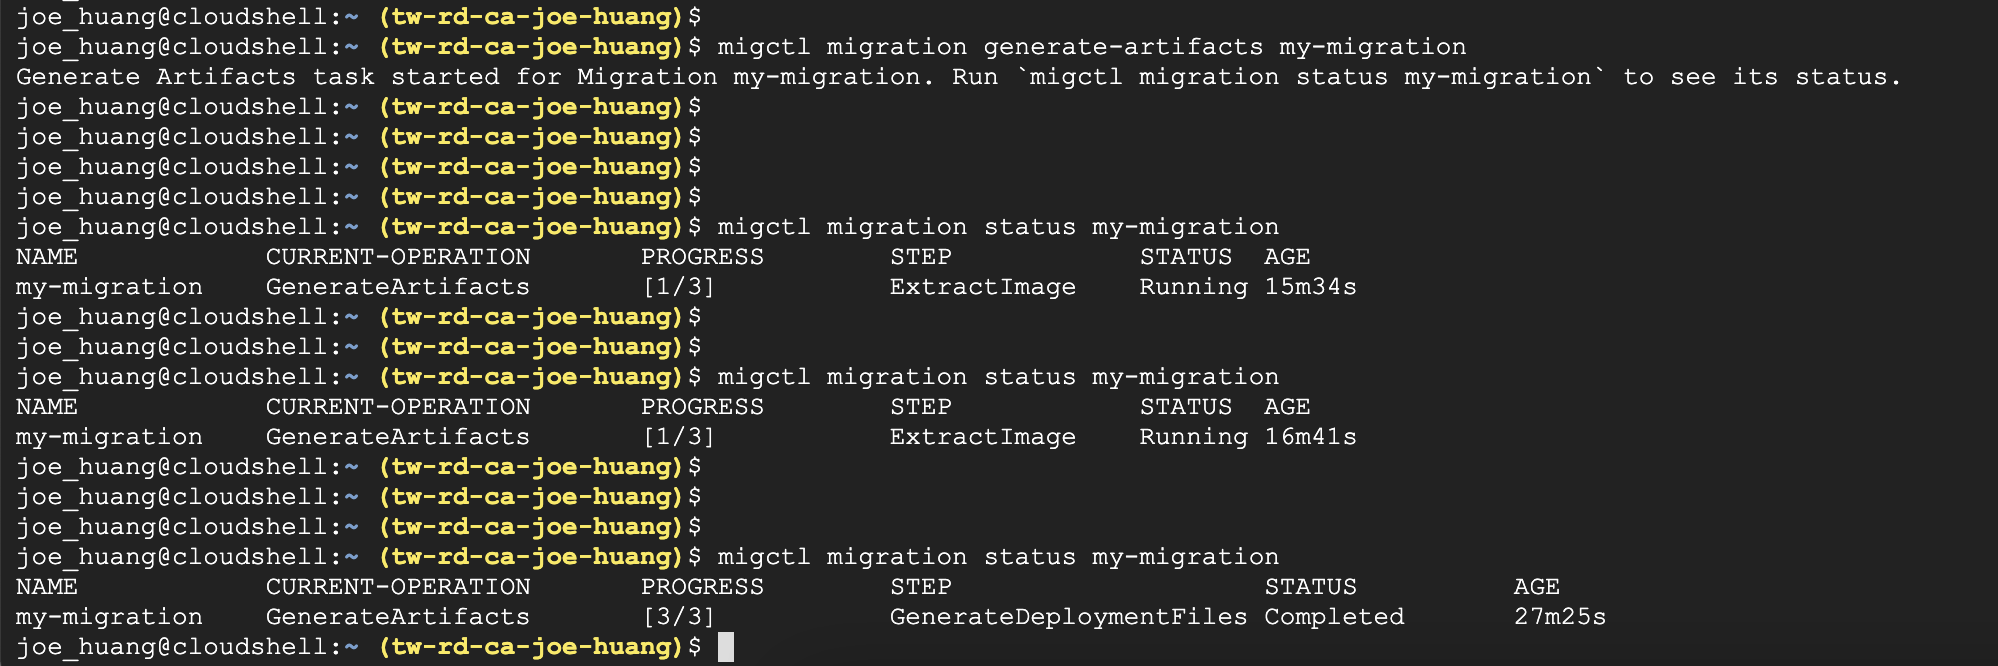 joe_huang@cloudshell:~ (tw-rd-ca-joe-huang)$
joe_huang@cloudshell:~ (tw-rd-ca-joe-huang)$ migctl migration generate-artifacts my-migration
Generate Artifacts task started for Migration my-migration. Run `migctl migration status my-migration` to see its status.
joe_huang@cloudshell:~ (tw-rd-ca-joe-huang)$
joe_huang@cloudshell:~ (tw-rd-ca-joe-huang)$
joe_huang@cloudshell:~ (tw-rd-ca-joe-huang)$
joe_huang@cloudshell:~ (tw-rd-ca-joe-huang)$
joe_huang@cloudshell:~ (tw-rd-ca-joe-huang)$ migctl migration status my-migration
NAME            CURRENT-OPERATION       PROGRESS        STEP            STATUS  AGE
my-migration    GenerateArtifacts       [1/3]           ExtractImage    Running 15m34s
joe_huang@cloudshell:~ (tw-rd-ca-joe-huang)$
joe_huang@cloudshell:~ (tw-rd-ca-joe-huang)$
joe_huang@cloudshell:~ (tw-rd-ca-joe-huang)$ migctl migration status my-migration
NAME            CURRENT-OPERATION       PROGRESS        STEP            STATUS  AGE
my-migration    GenerateArtifacts       [1/3]           ExtractImage    Running 16m41s
joe_huang@cloudshell:~ (tw-rd-ca-joe-huang)$
joe_huang@cloudshell:~ (tw-rd-ca-joe-huang)$
joe_huang@cloudshell:~ (tw-rd-ca-joe-huang)$
joe_huang@cloudshell:~ (tw-rd-ca-joe-huang)$ migctl migration status my-migration
NAME            CURRENT-OPERATION       PROGRESS        STEP                    STATUS          AGE
my-migration    GenerateArtifacts       [3/3]           GenerateDeploymentFiles Completed       27m25s
joe_huang@cloudshell:~ (tw-rd-ca-joe-huang)$